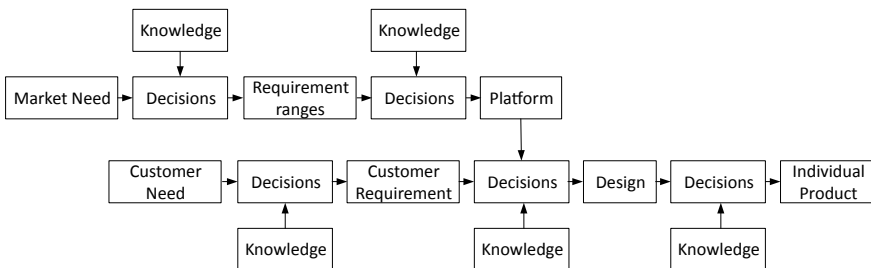 Knowledge
Knowledge
Market Need
Decisions
Requirement
ranges
Decisions
Platform
Customer
Need
Decisions
Customer
Requirement
Decisions
Design
Decisions
Individual
Product
Knowledge
Knowledge
Knowledge